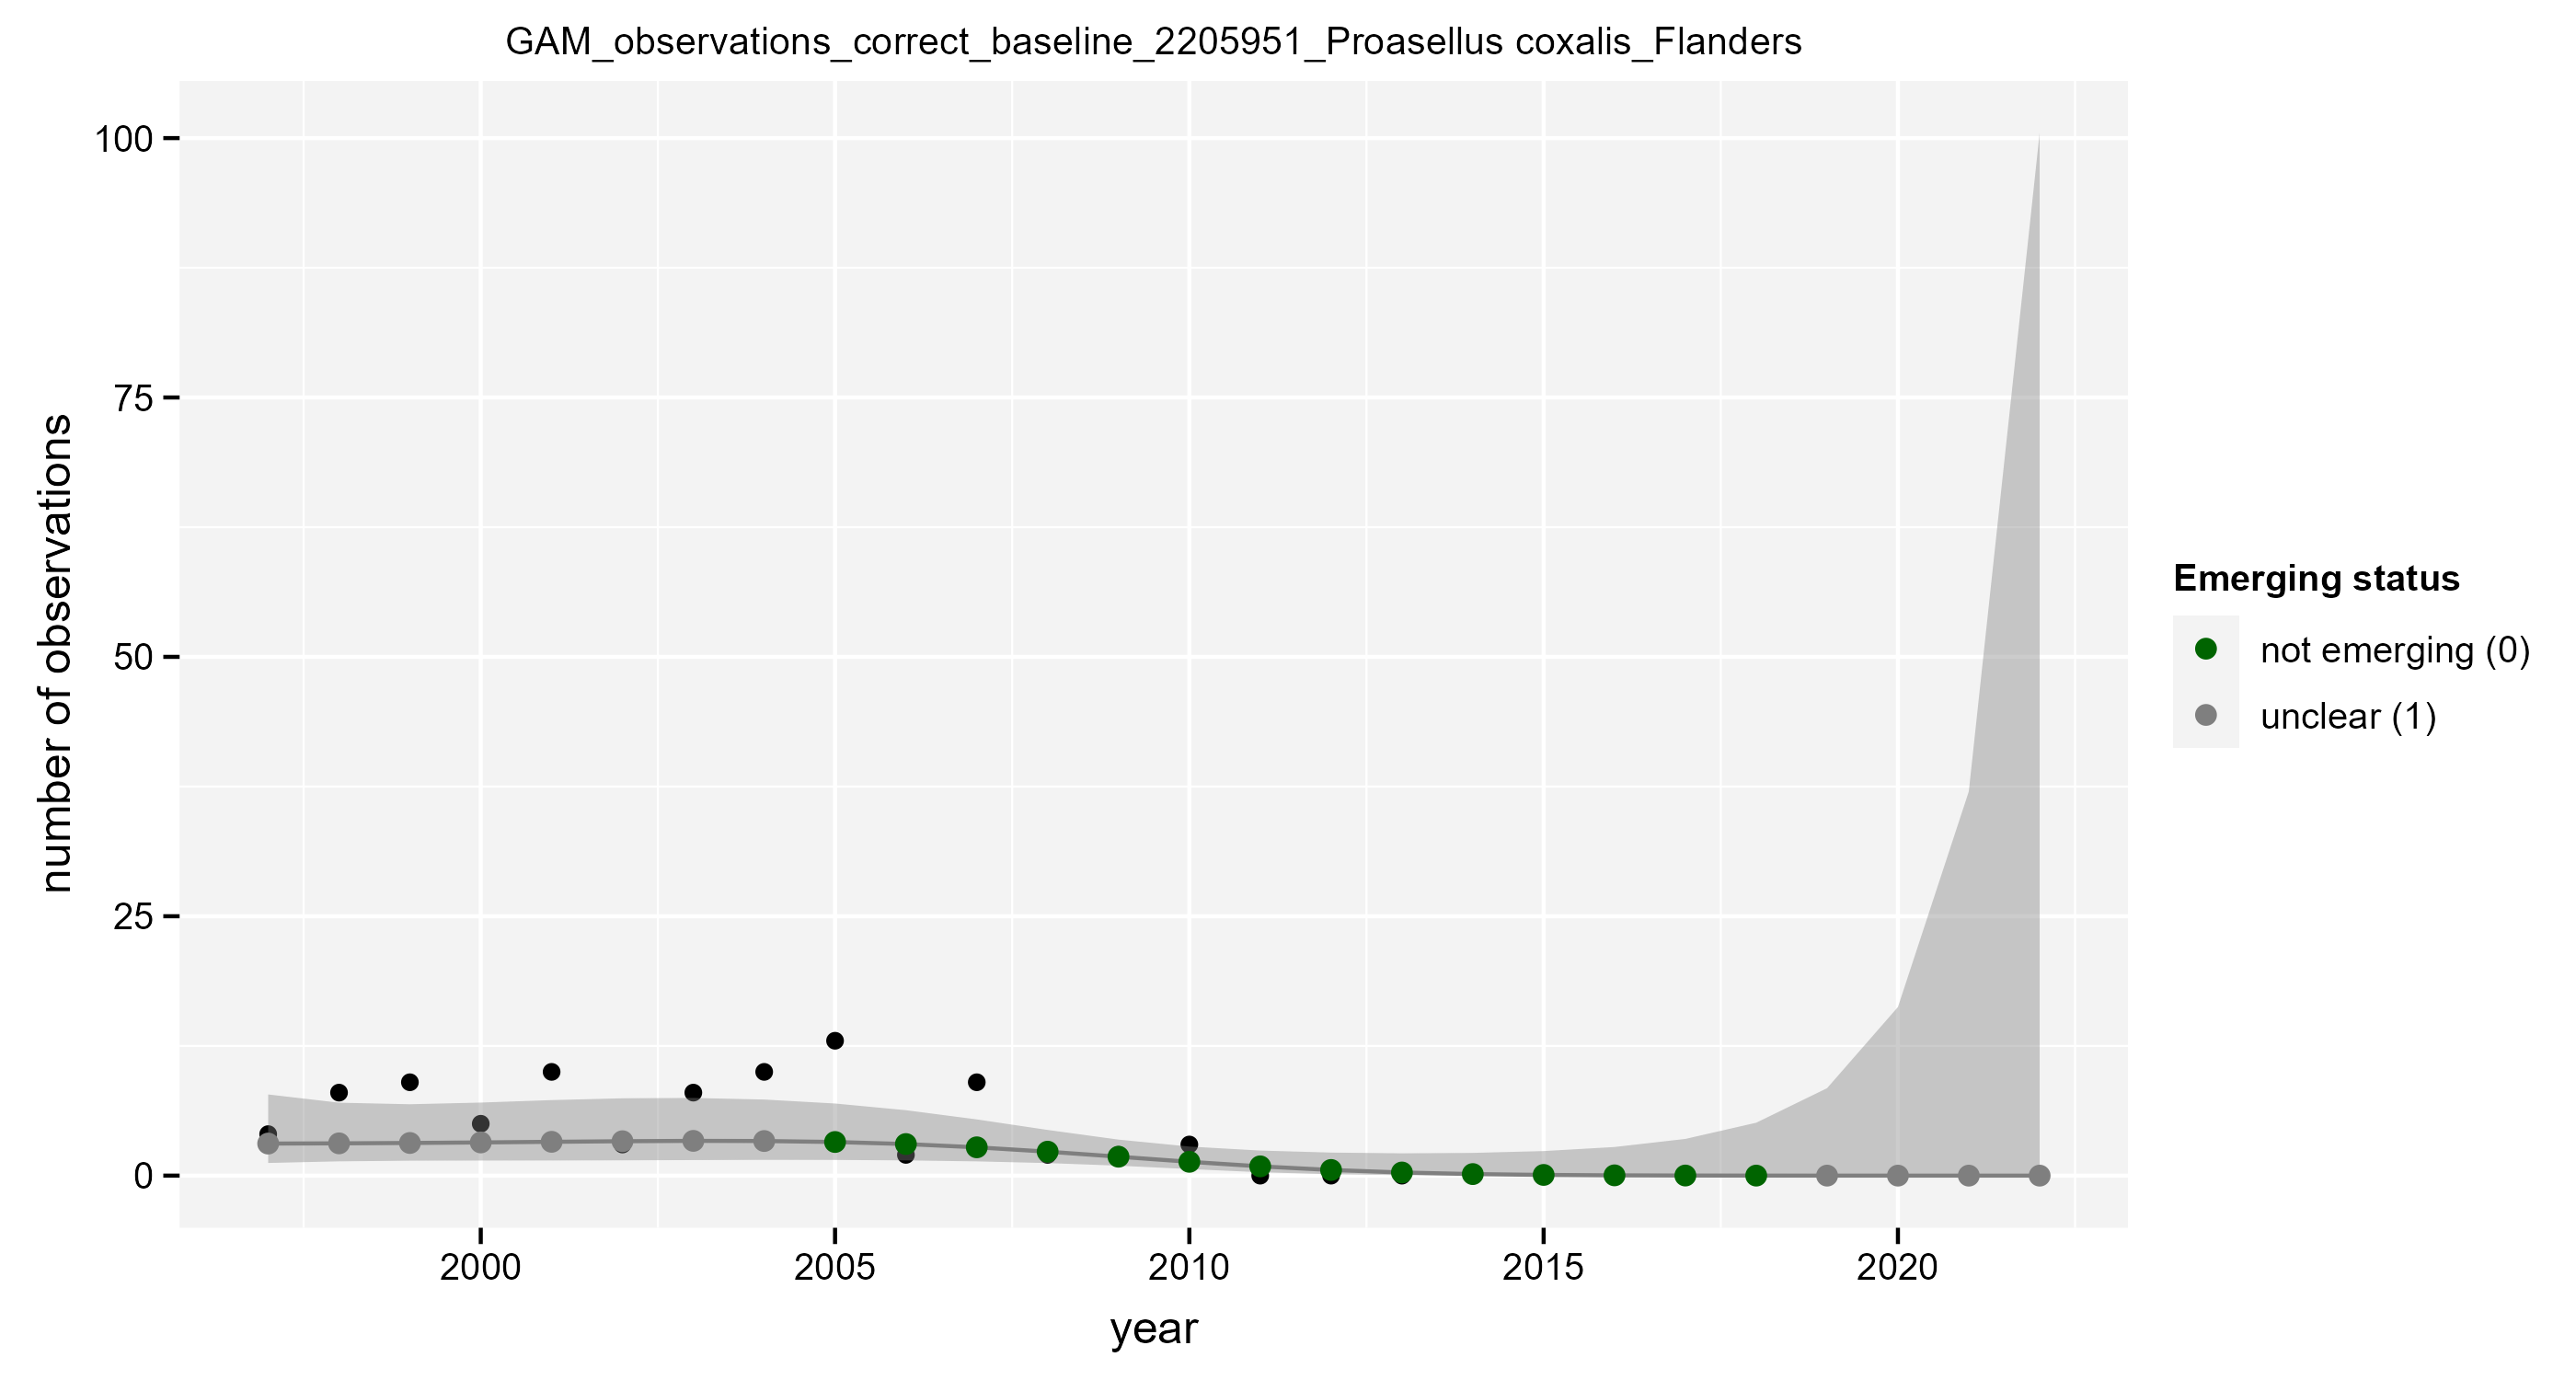 GAM_observations_correct_baseline_2205951_Proasellus coxalis_Flanders
100
75
50
25
0
number of observations
2000
2005
2010
2015
2020
year
Emerging status
not emerging (0)
unclear (1)